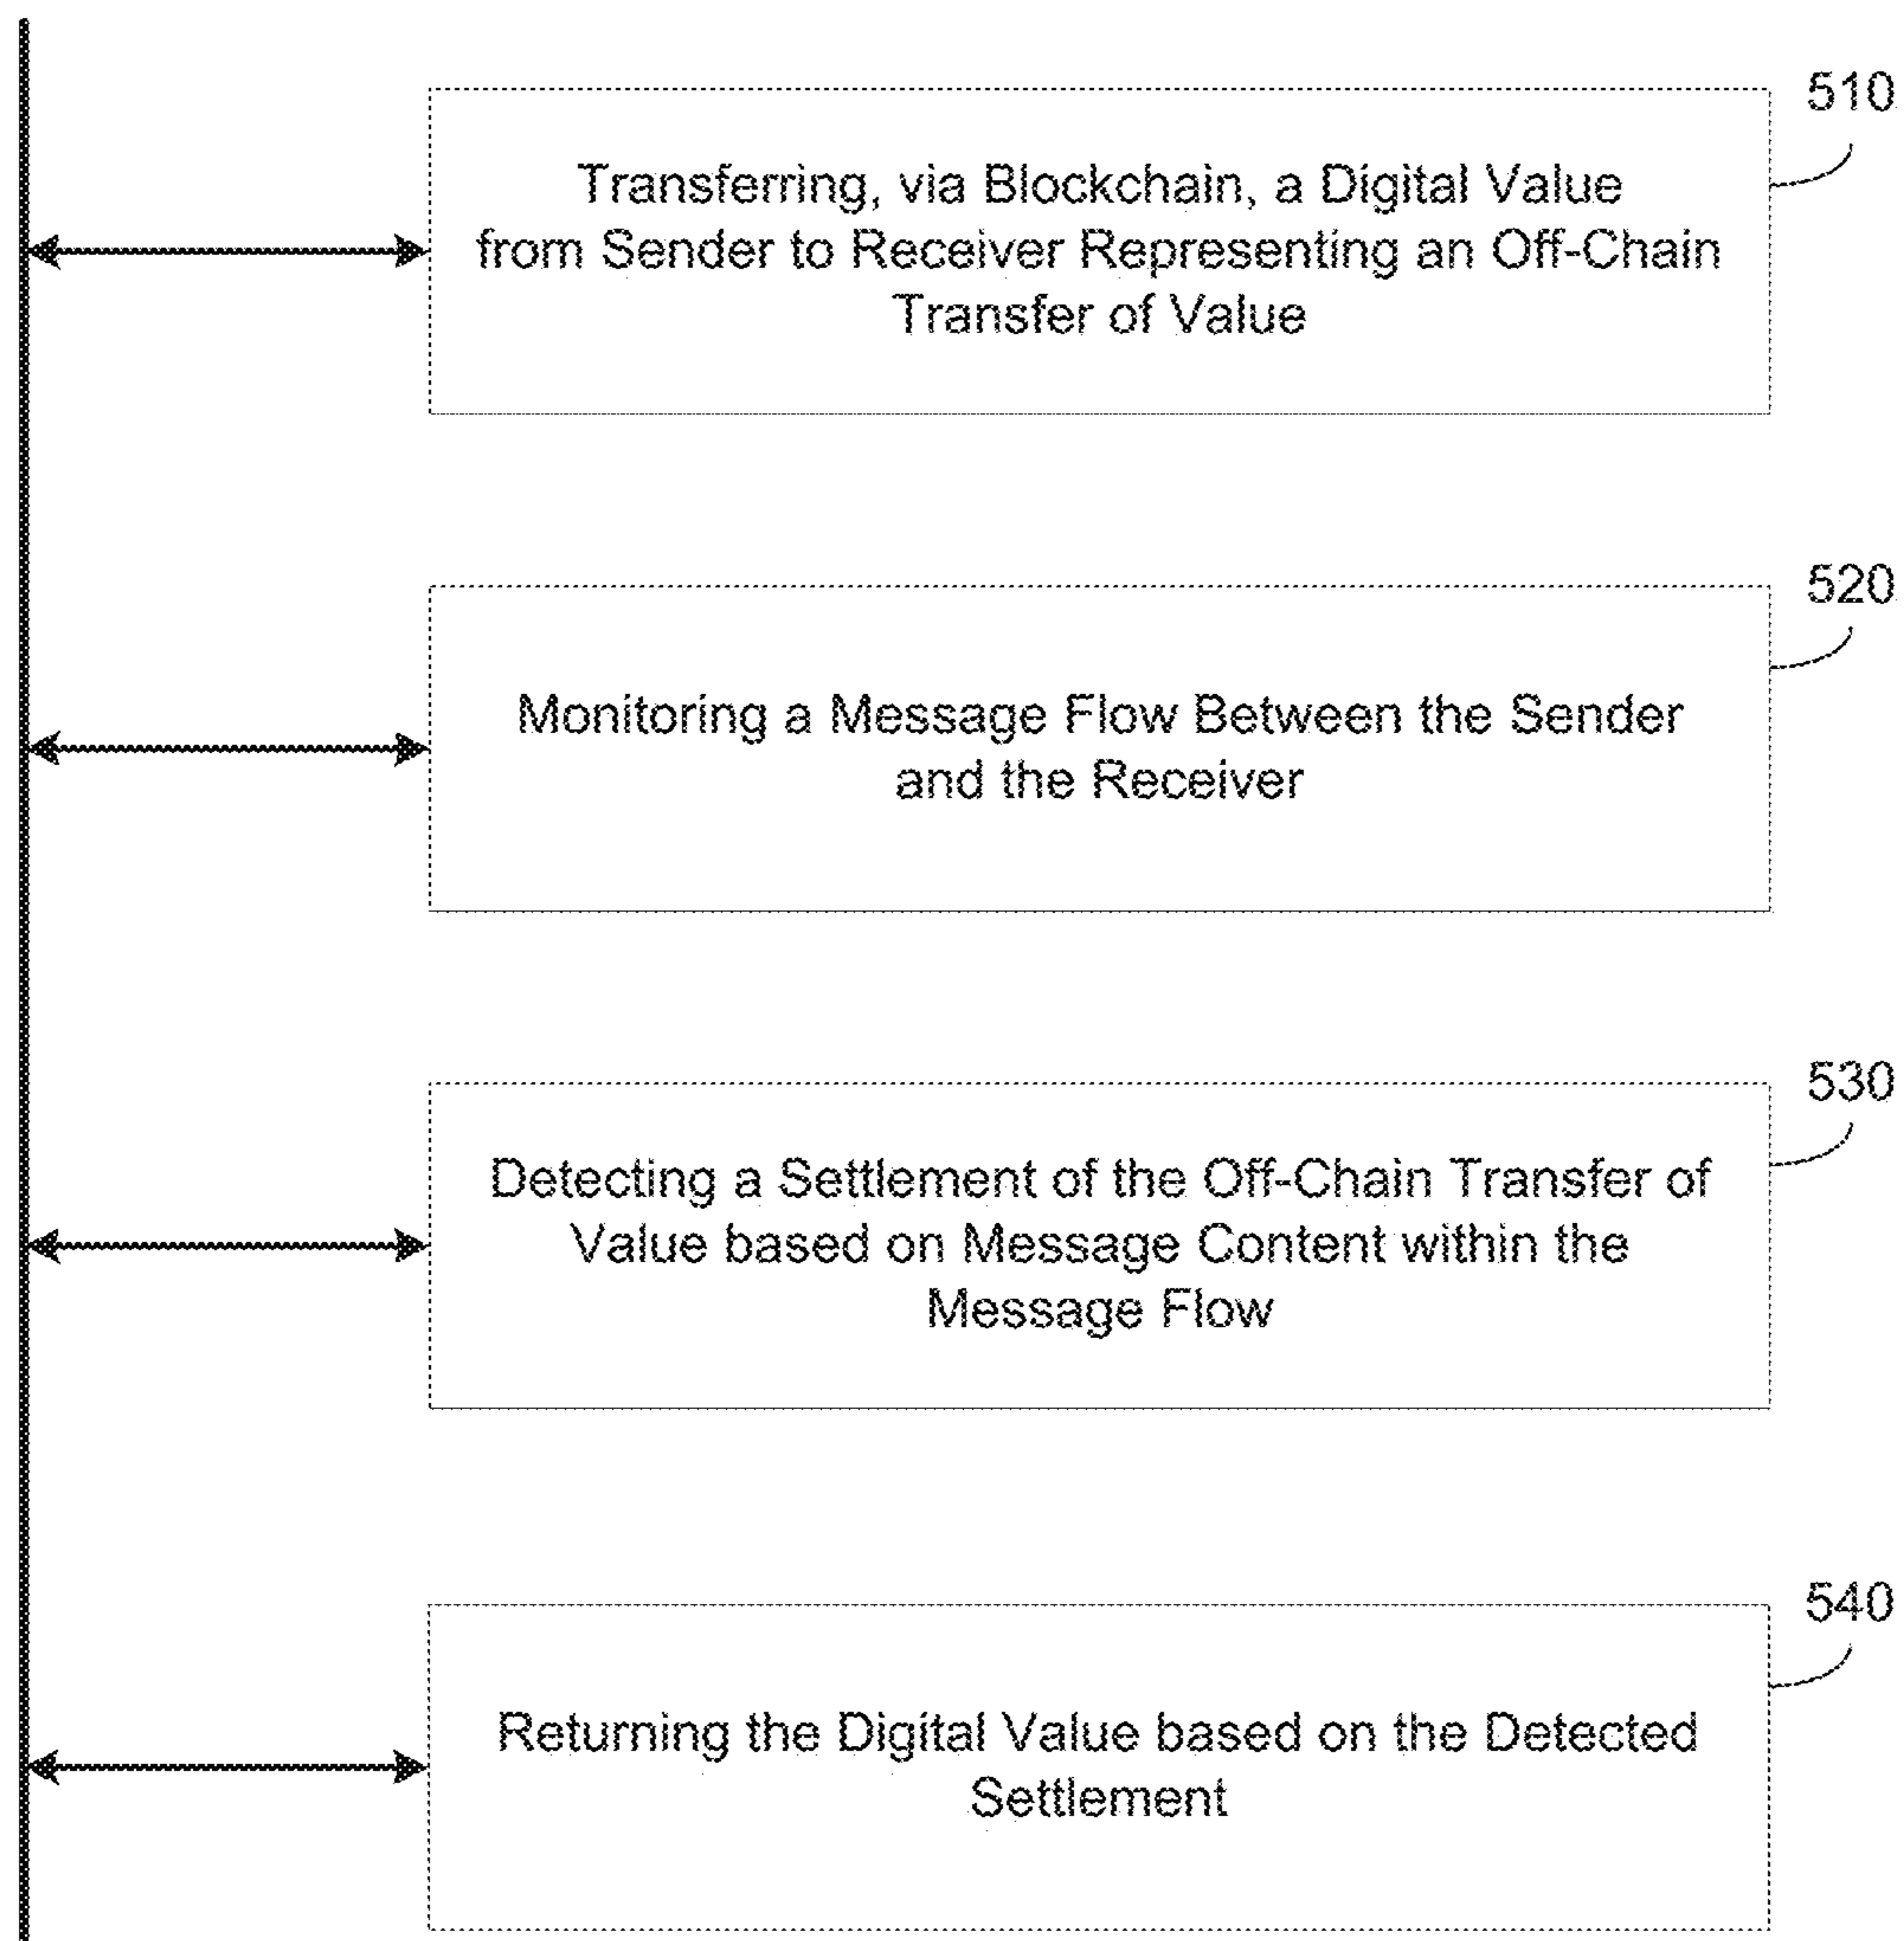 510
Transferring, via Blockchain, a Digital Value
from Sender to Receiver Representing an Off-Chain
Transfer of Value
520
Monitoring a Message Flow Between the Sender
and the Receiver
530
Detecting a Settlement of the Off-Chain Transfer of
Value based on Message Content within the
Message Flow
540
Returning the Digital Value based on the Detected
Settlement